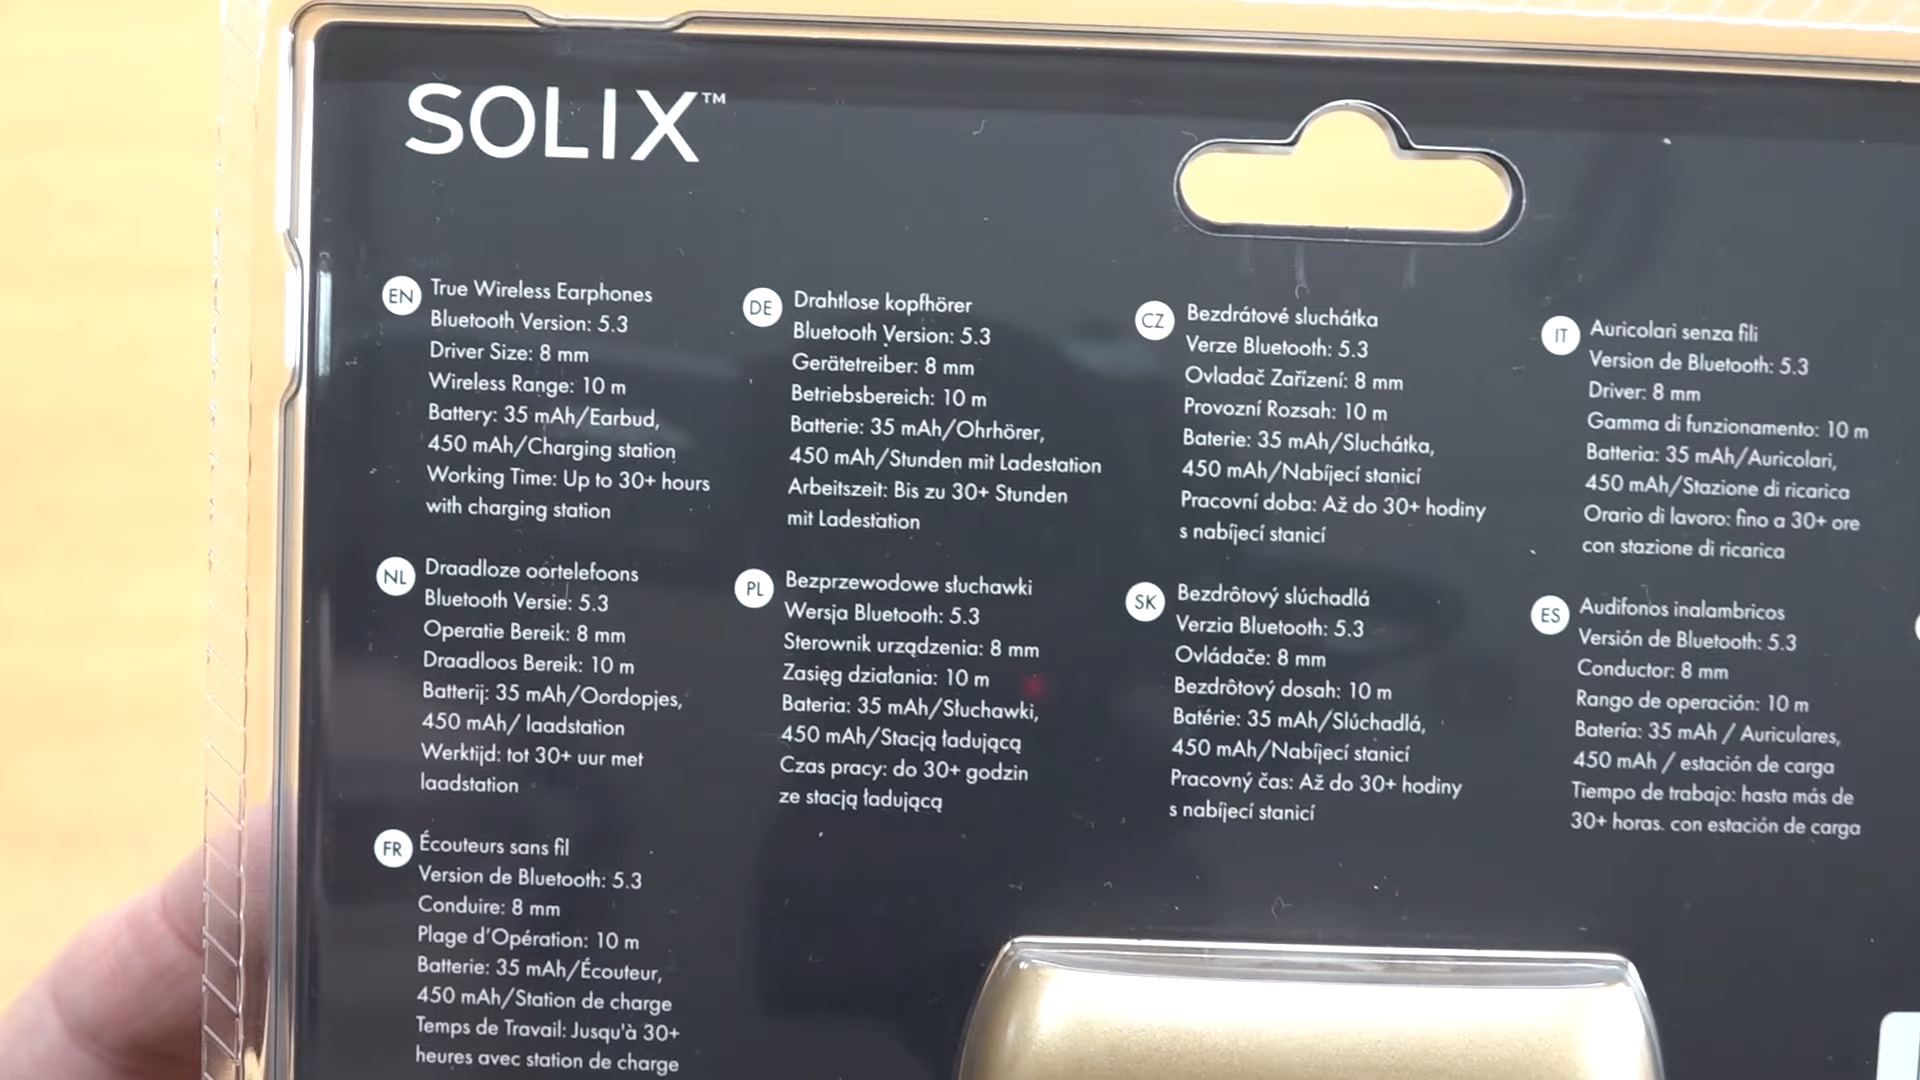 SOLIX™
EN
True Wireless Earphones
Bluetooth Version: 5.3
Driver Size: 8 mm
Wireless Range: 10 m
Battery: 35 mAh/Earbud,
450 mAh/Charging station
Working Time: Up to 30+ hours
with charging station
DE
Drahtlose kopfhörer
Bluetooth Version: 5.3
Gerätetreiber: 8 mm
Betriebsbereich: 10 m
Batterie: 35 mAh/Ohrhörer,
450 mAh/Stunden mit Ladestation
Arbeitszeit: Bis zu 30+ Stunden
mit Ladestation
CZ
Bezdrátové sluchátka
Verze Bluetooth: 5.3
Ovladač Zařízení: 8 mm
Provozní Rozsah: 10 m
Baterie: 35 mAh/Sluchátka,
450 mAh/Nabíjecí stanicí
Pracovní doba: Až do 30+ hodiny
s nabíjecí stanicí
IT
Auricolari senza fili
Version de Bluetooth: 5.3
Driver: 8 mm
Gamma di funzionamento: 10 m
Batteria: 35 mAh/Auricolari,
450 mAh/Stazione di ricarica
Orario di lavoro: fino a 30+ ore
con stazione di ricarica
NL
Draadloze oortelefoons
Bluetooth Versie: 5.3
Operatie Bereik: 8 mm
Draadloos Bereik: 10 m
Batterij: 35 mAh/Oordopjes,
450 mAh/ laadstation
Werktijd: tot 30+ uur met
laadstation
PL
Bezprzewodowe słuchawki
Wersja Bluetooth: 5.3
Sterownik urządzenia: 8 mm
Zasięg działania: 10 m
Bateria: 35 mAh/Słuchawki,
450 mAh/Stacją ładującą
Czas pracy: do 30+ godzin
ze stacją ładującą
SK
Bezdrôtový slúchadlá
Verzia Bluetooth: 5.3
Ovládače: 8 mm
Bezdrôtový dosah: 10 m
Batérie: 35 mAh/Slúchadlá,
450 mAh/Nabíjecí stanicí
Pracovný čas: Až do 30+ hodiny
s nabíjecí stanicí
ES
Audifonos inalambricos
Versión de Bluetooth: 5.3
Conductor: 8 mm
Rango de operación: 10 m
Batería: 35 mAh / Auriculares,
450 mAh / estación de carga
Tiempo de trabajo: hasta más de
30+ horas. con estación de carga
FR
Écouteurs sans fil
Version de Bluetooth: 5.3
Conduire: 8 mm
Plage d'Opération: 10 m
Batterie: 35 mAh/Écouteur,
450 mAh/Station de charge
Temps de Travail: Jusqu'à 30+
heures avec station de charge